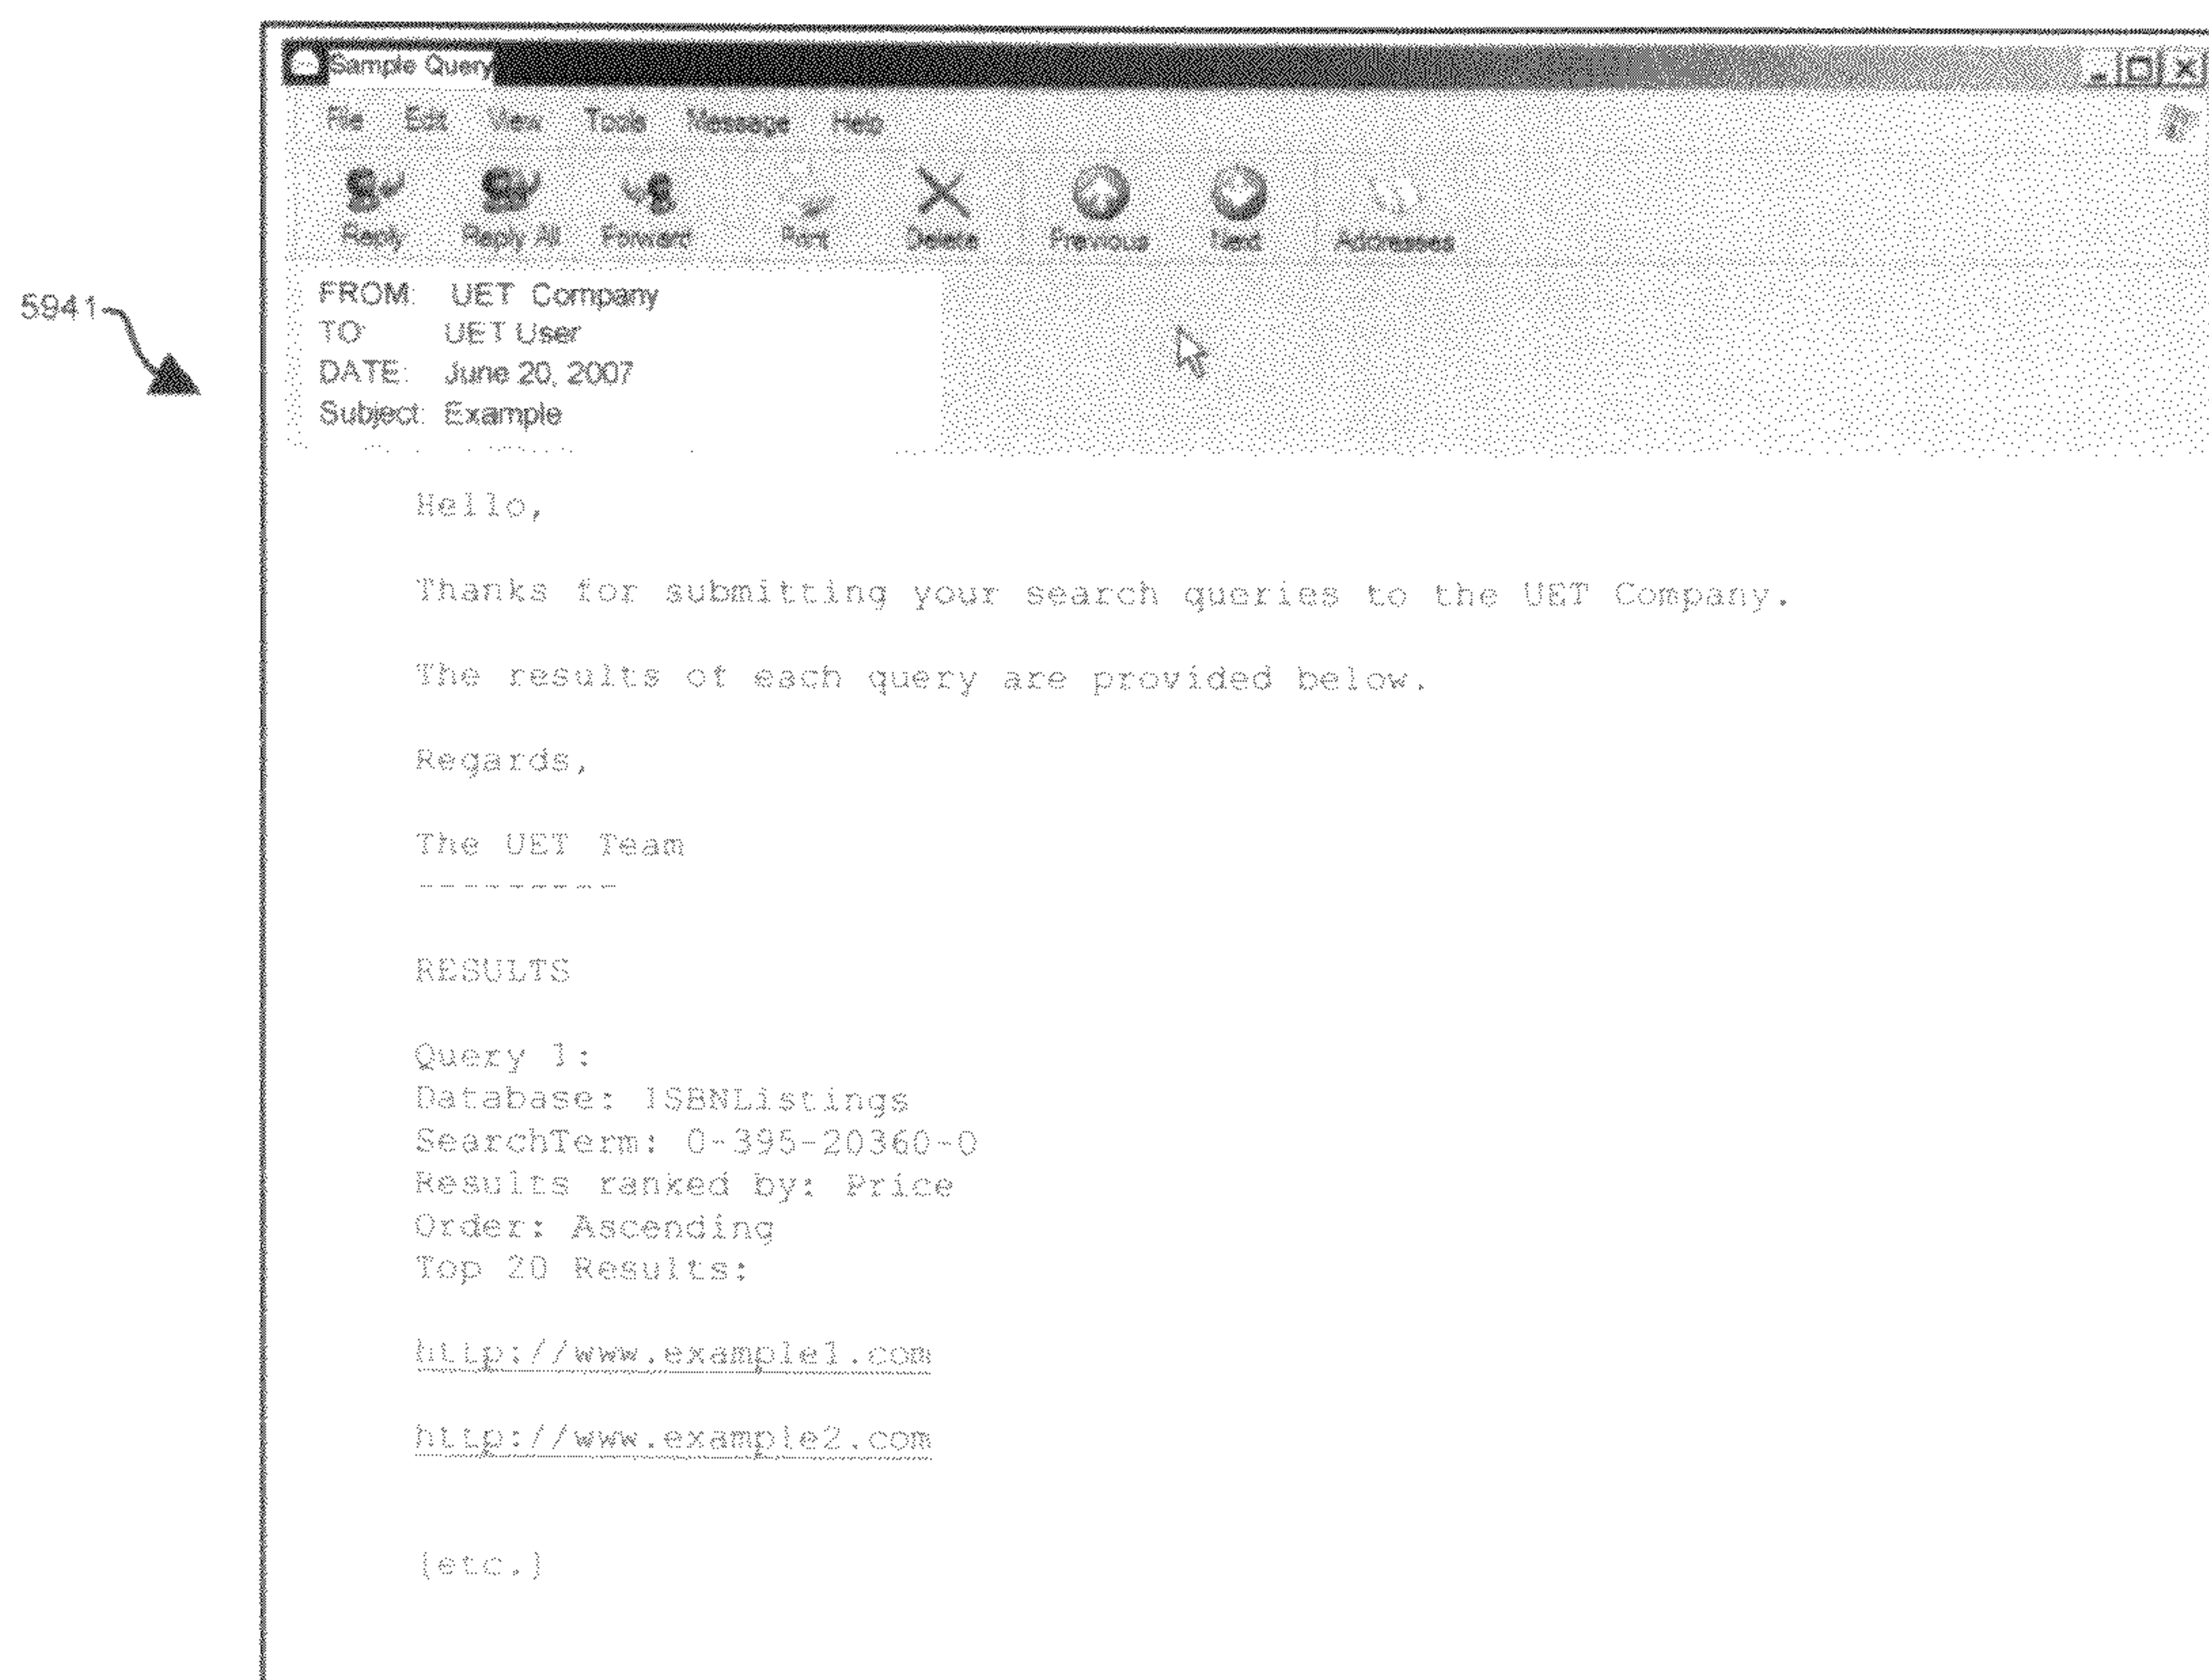 Sample Query
File Edit View Tools Message Help
Reply Reply All Forward Print Delete Previous Next Addresses
5941
FROM: UET Company
TO: UET User
DATE: June 20, 2007
Subject: Example
Hello,
Thanks for submitting your search queries to the UET Company.
The results of each query are provided below.
Regards,
The UET Team
---------
RESULTS
Query 1:
Database: ISBNListings
SearchTerm: 0-395-20360-0
Results ranked by: Price
Order: Ascending
Top 20 Results:
http://www.example1.com
http://www.example2.com
(etc.)